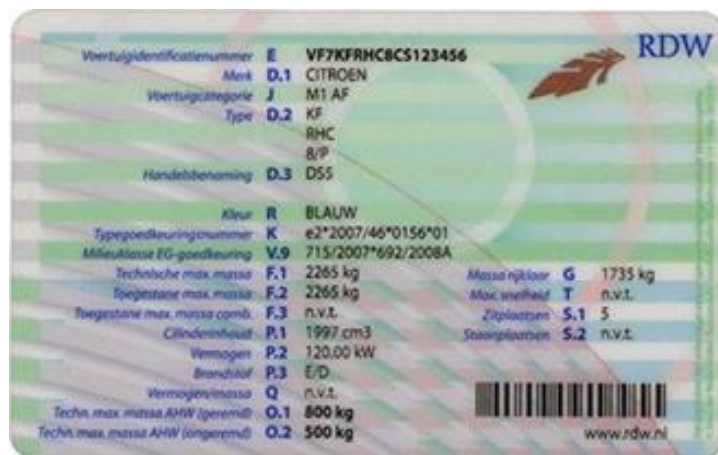 RDW
Voertuigidentificatienummer E VF7KFRHC8CS123456
Merk D.1 CITROEN
Voertuigcategorie J M1 AF
Type D.2 KF
RHC
8/P
Handelsbenaming D.3 DS5
Kleur R BLAUW
Typegoedkeuringsnummer K e2*2007/46*0156*01
Milieuklasse EG-goedkeuring V.9 715/2007*692/2008A
Technische max. massa F.1 2265 kg Massa rijklaar G 1735 kg
Toegestane max. massa F.2 2265 kg Max. snelheid T n.v.t.
Toegestane max. massa comb. F.3 n.v.t. Zitplaatsen S.1 5
Cilinderinhoud P.1 1997 cm3 Staanplaatsen S.2 n.v.t.
Vermogen P.2 120,00 kW
Brandstof P.3 E/D
Vermogen/massa Q n.v.t.
Techn. max. massa AHW (geremd) O.1 800 kg
Techn. max. massa AHW (ongeremd) O.2 500 kg
www.rdw.nl